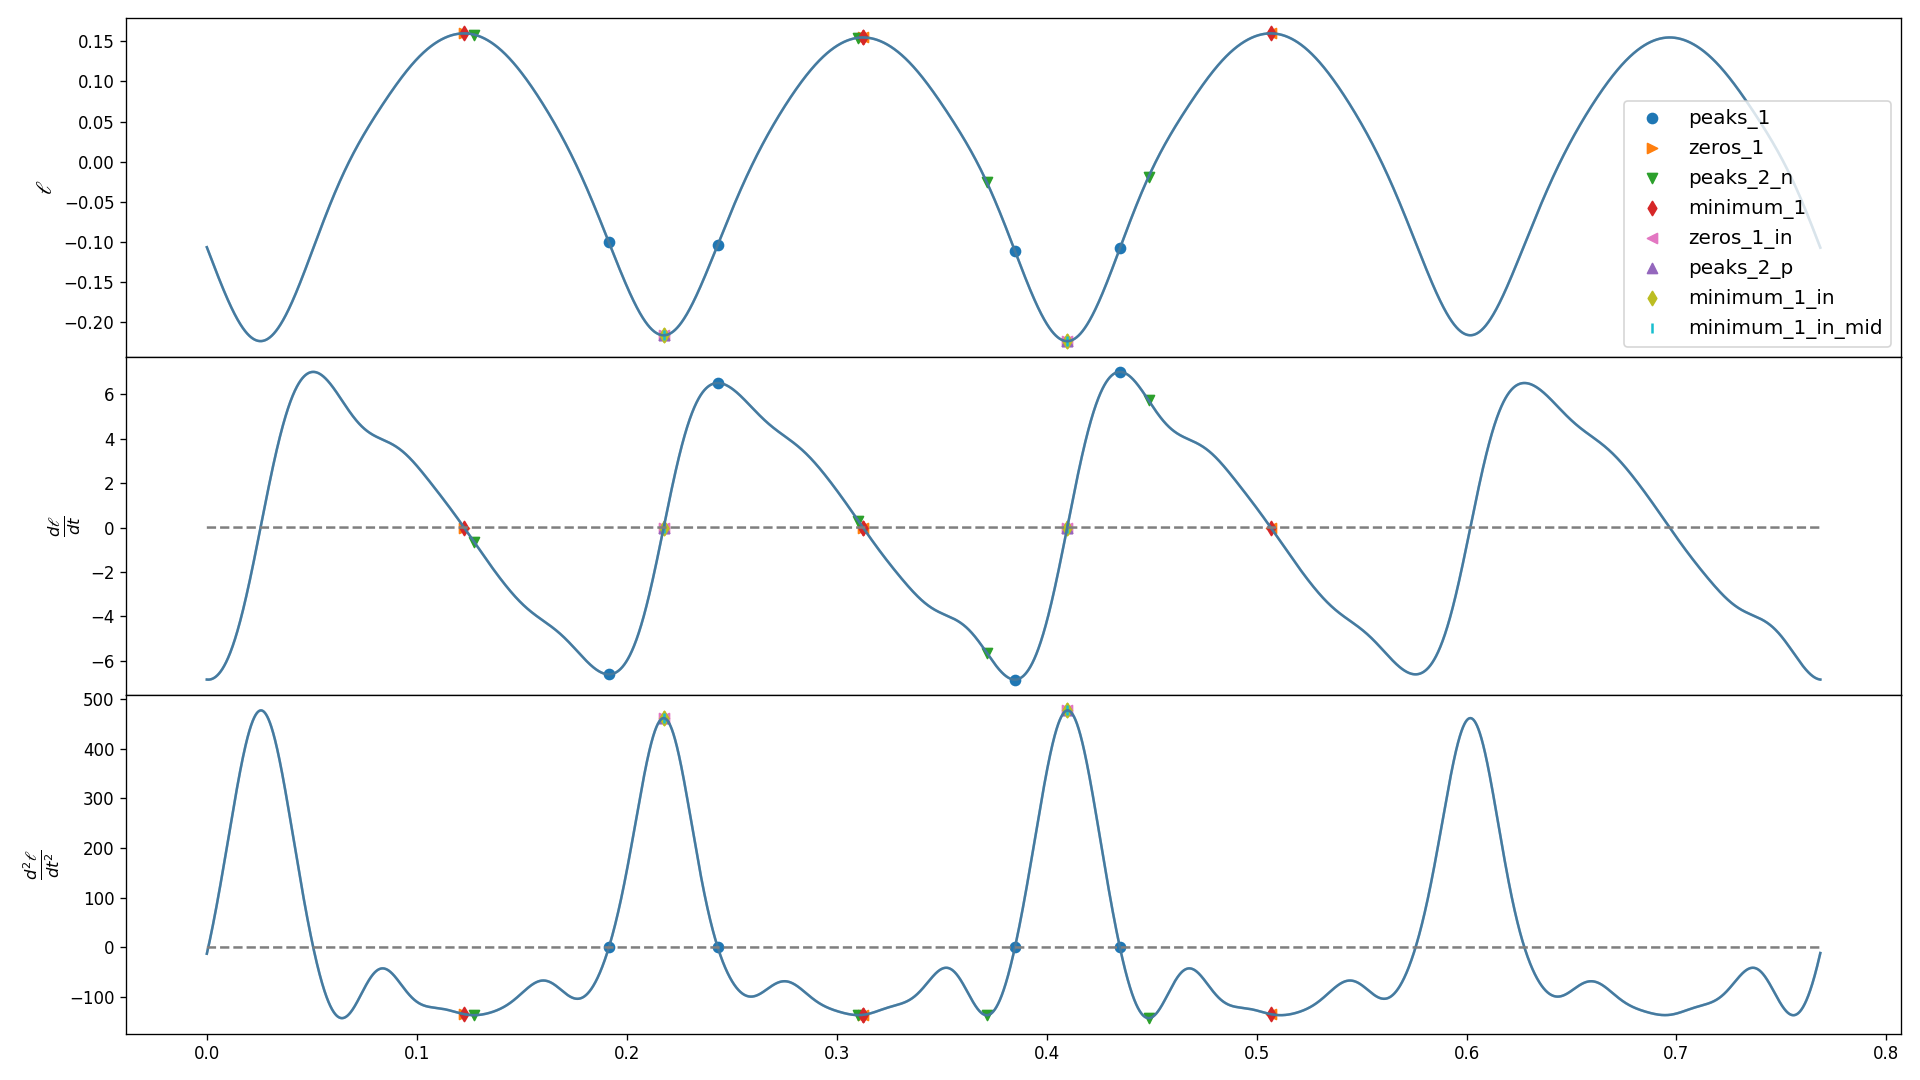 0.15
0.10
0.05
0.00
−0.05
−0.10
−0.15
−0.20
ℓ
peaks_1
zeros_1
peaks_2_n
minimum_1
zeros_1_in
peaks_2_p
minimum_1_in
minimum_1_in_mid
6
4
2
0
−2
−4
−6
dℓ
dt
500
400
300
200
100
0
−100
d²ℓ
dt²
0.0 0.1 0.2 0.3 0.4 0.5 0.6 0.7 0.8